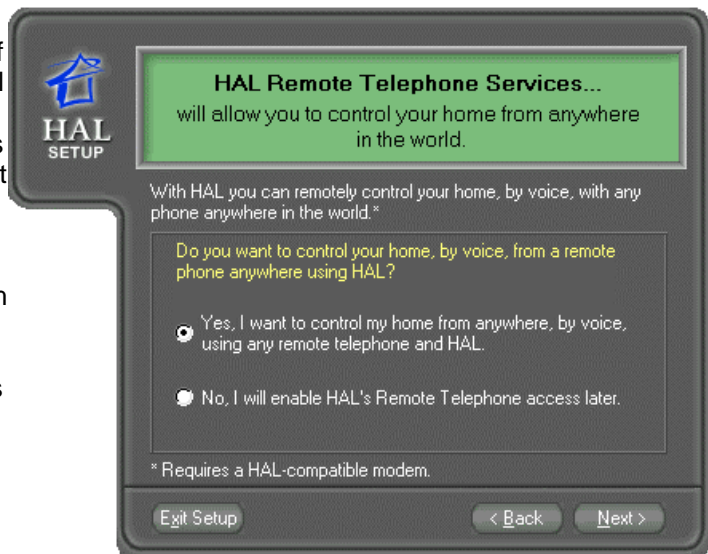 f
l
s
t
n
s
HAL
SETUP
HAL Remote Telephone Services...
will allow you to control your home from anywhere
in the world.
With HAL you can remotely control your home, by voice, with any
phone anywhere in the world.*
Do you want to control your home, by voice, from a remote
phone anywhere using HAL?
Yes, I want to control my home from anywhere, by voice,
using any remote telephone and HAL.
No, I will enable HAL's Remote Telephone access later.
* Requires a HAL-compatible modem.
Exit Setup
< Back
Next >